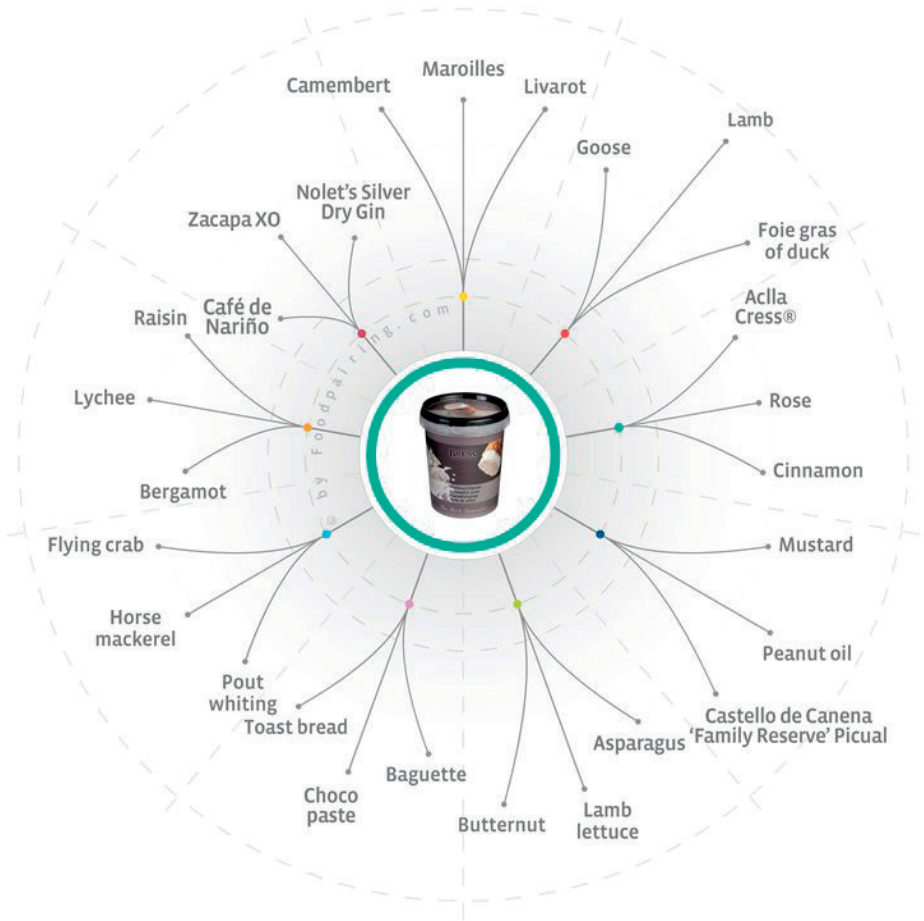 Maroilles
Camembert
Livarot
Lamb
Goose
Nolet's Silver
Dry Gin
Zacapa XO
Foie gras
of duck
Aclla
Cress®
Café de
Nariño
Raisin
© by Foodpairing.com
Lychee
Rose
BRESC
Cinnamon
Bergamot
Flying crab
Mustard
Horse
mackerel
Peanut oil
Pout
whiting
Toast bread
Castello de Canena
'Family Reserve' Picual
Asparagus
Baguette
Choco
paste
Butternut
Lamb
lettuce